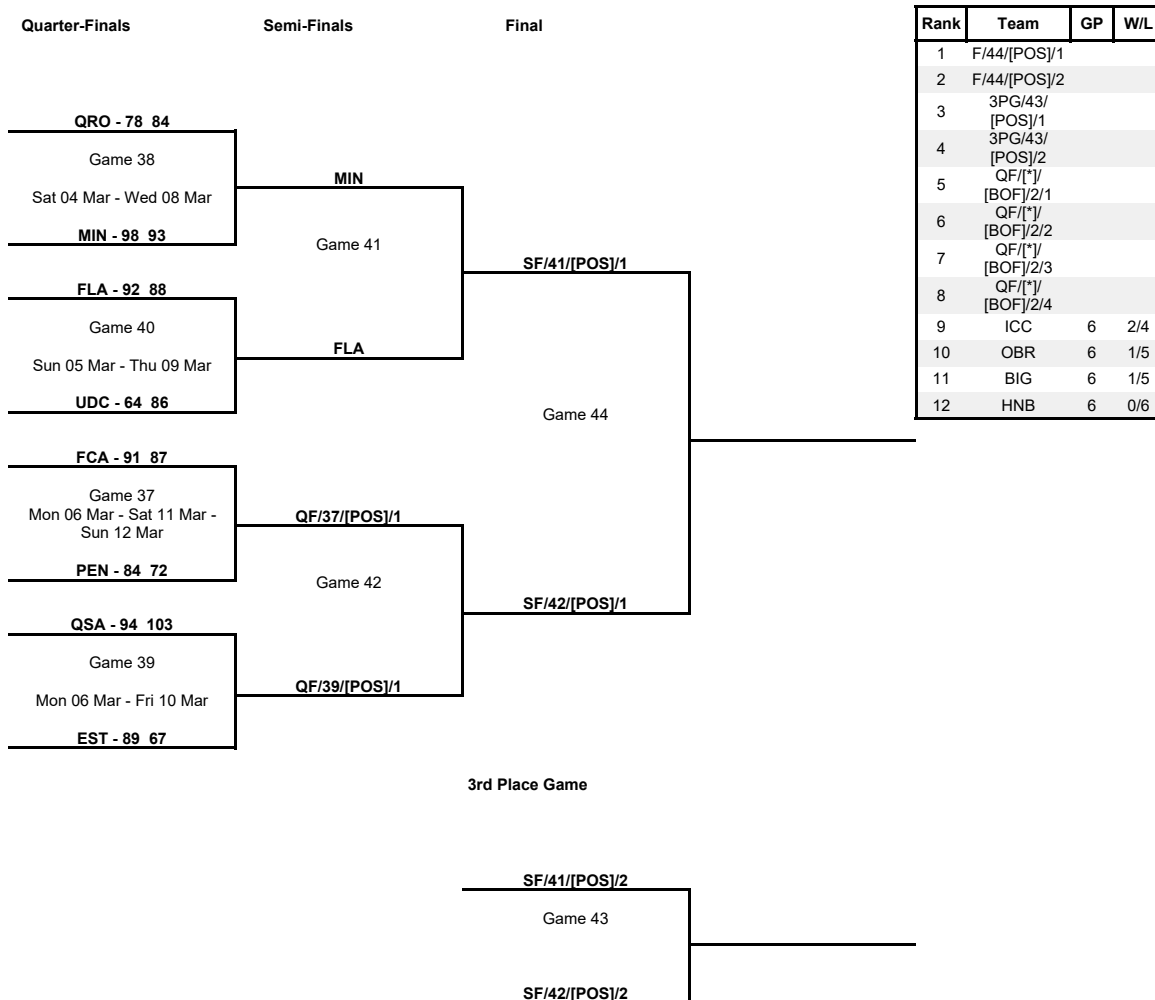 Quarter-Finals Semi-Finals Final
QRO - 78 84
Game 38
Sat 04 Mar - Wed 08 Mar
MIN - 98 93
MIN
Game 41
FLA - 92 88
Game 40
Sun 05 Mar - Thu 09 Mar
UDC - 64 86
FLA
SF/41/[POS]/1
Game 44
FCA - 91 87
Game 37
Mon 06 Mar - Sat 11 Mar -
Sun 12 Mar
PEN - 84 72
QF/37/[POS]/1
Game 42
QSA - 94 103
Game 39
Mon 06 Mar - Fri 10 Mar
EST - 89 67
QF/39/[POS]/1
SF/42/[POS]/1
3rd Place Game
SF/41/[POS]/2
Game 43
SF/42/[POS]/2
Rank Team GP W/L
1 F/44/[POS]/1
2 F/44/[POS]/2
3 3PG/43/
[POS]/1
4 3PG/43/
[POS]/2
5 QF/[*]/
[BOF]/2/1
6 QF/[*]/
[BOF]/2/2
7 QF/[*]/
[BOF]/2/3
8 QF/[*]/
[BOF]/2/4
9 ICC 6 2/4
10 OBR 6 1/5
11 BIG 6 1/5
12 HNB 6 0/6